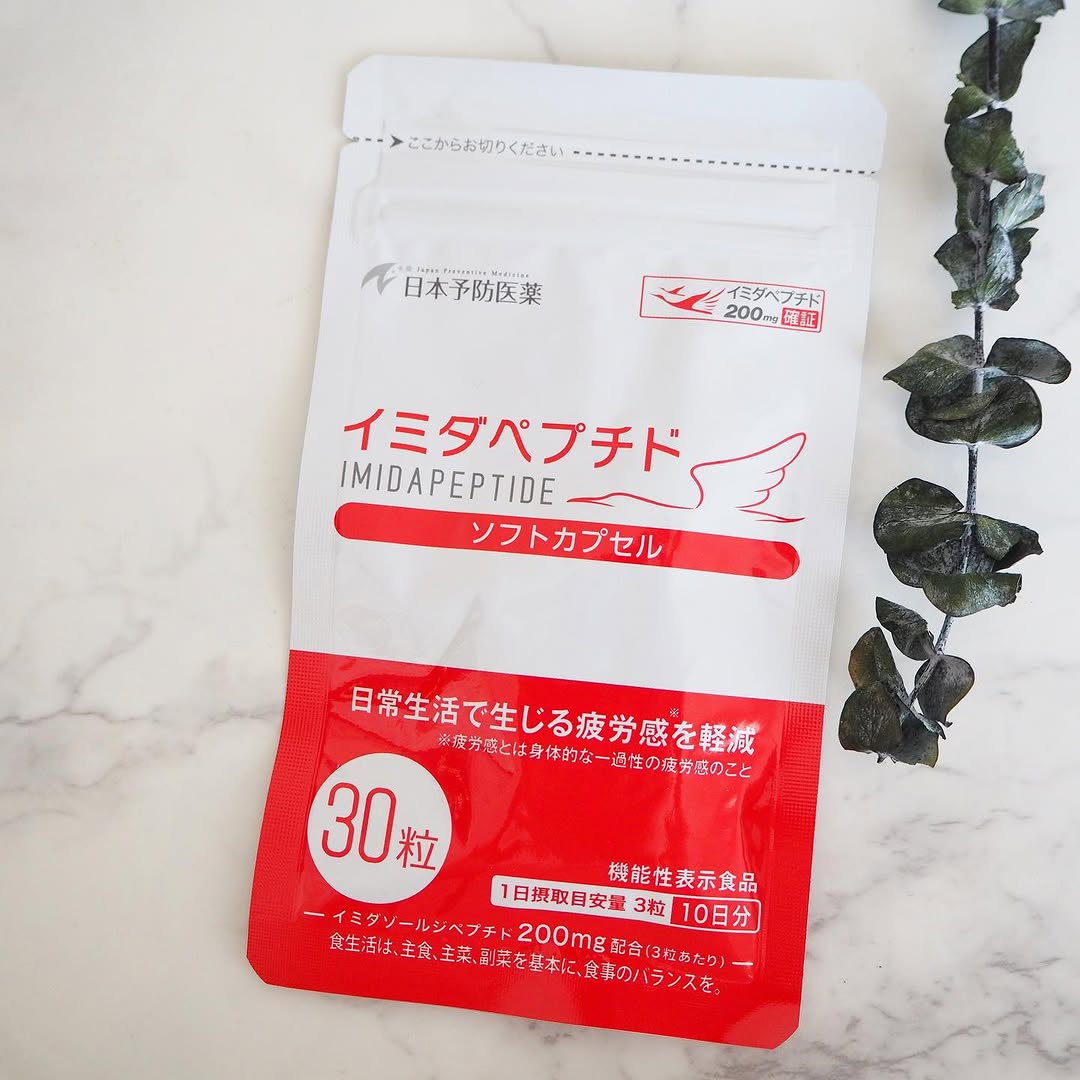 ここからお切りください
Japan Preventive Medicine
日本予防医薬
イミダペプチド
200mg 確証
イミダペプチド
IMIDAPEPTIDE
ソフトカプセル
日常生活で生じる疲労感※を軽減
※疲労感とは身体的な一過性の疲労感のこと
30粒
機能性表示食品
1日摂取目安量 3粒 10日分
イミダゾールジペプチド 200mg 配合(3粒あたり)
食生活は、主食、主菜、副菜を基本に、食事のバランスを。